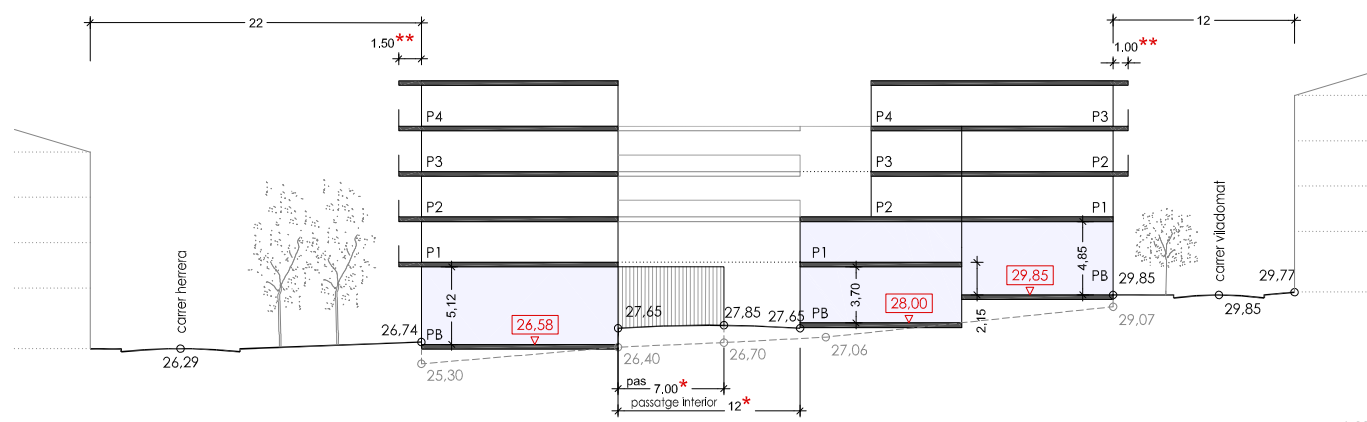 22
12
1.50**
1.00**
P4
P4
P3
P3
P3
P2
P2
P2
P1
P1
P1
carrer herrera
carrer viladomat
5,12
3,70
4,85
2,15
PB
PB
PB
26,74
26,58
27,65
27,85
27,65
28,00
29,85
29,85
29,77
29,85
26,29
25,30
26,40
26,70
27,06
29,07
pas
7,00*
passatge interior
12*